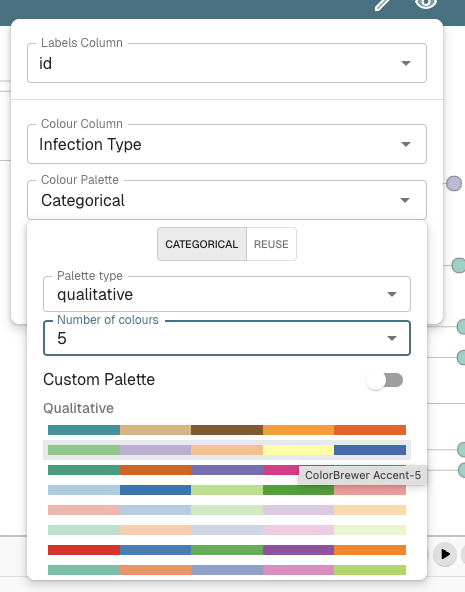 Labels Column
id
Colour Column
Infection Type
Colour Palette
Categorical
CATEGORICAL
REUSE
Palette type
qualitative
Number of colours
5
Custom Palette
Qualitative
ColorBrewer Accent-5